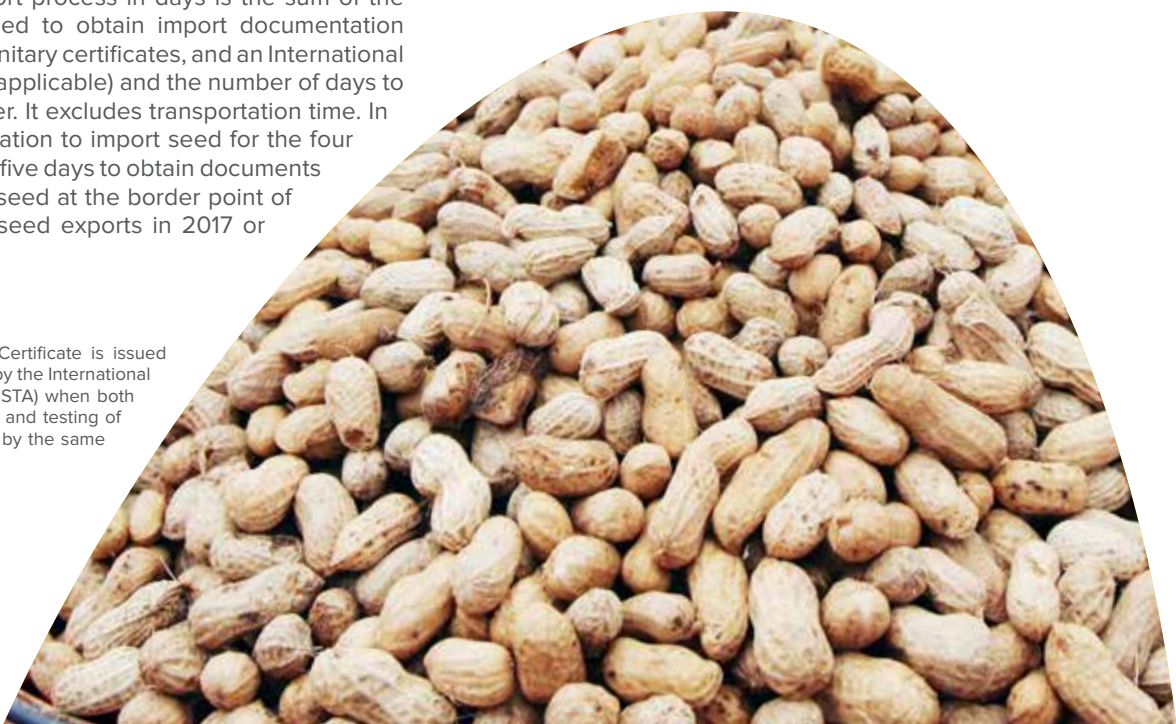 ort process in days is the sum of the
ed to obtain import documentation
nitary certificates, and an International
applicable) and the number of days to
er. It excludes transportation time. In
ation to import seed for the four
five days to obtain documents
seed at the border point of
seed exports in 2017 or
Certificate is issued
by the International
STA) when both
and testing of
by the same